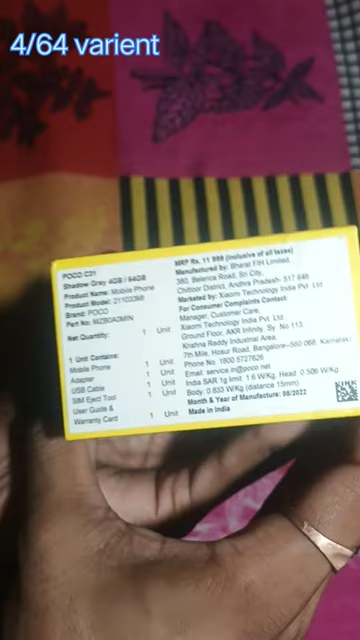 4/64 varient
POCO C31
Shadow Gray 4GB / 64GB
Product Name: Mobile Phone
Product Model: 211033MI
Brand: POCO
Part No: MZB0A0MIN
Net Quantity: 1 Unit
1 Unit Contains:
Mobile Phone 1 Unit
Adapter 1 Unit
USB Cable 1 Unit
SIM Eject Tool 1 Unit
User Guide &
Warranty Card 1 Unit
MRP Rs. 11 999 (inclusive of all taxes)
Manufactured by: Bharat FIH Limited,
380, Belerica Road, Sri City,
Chittoor District, Andhra Pradesh- 517 646
Marketed by: Xiaomi Technology India Pvt Ltd
For Consumer Complaints Contact:
Manager, Customer Care,
Xiaomi Technology India Pvt Ltd
Ground Floor, AKR Infinity, Sy No 113,
Krishna Reddy Industrial Area,
7th Mile, Hosur Road, Bangalore-560 068, Karnataka
Phone No. 1800 5727626
Email: service.in@poco.net
India SAR 1g limit 1.6 W/Kg, Head 0.506 W/Kg
Body: 0.833 W/Kg (distance 15mm)
Month & Year of Manufacture: 08/2022
Made in India